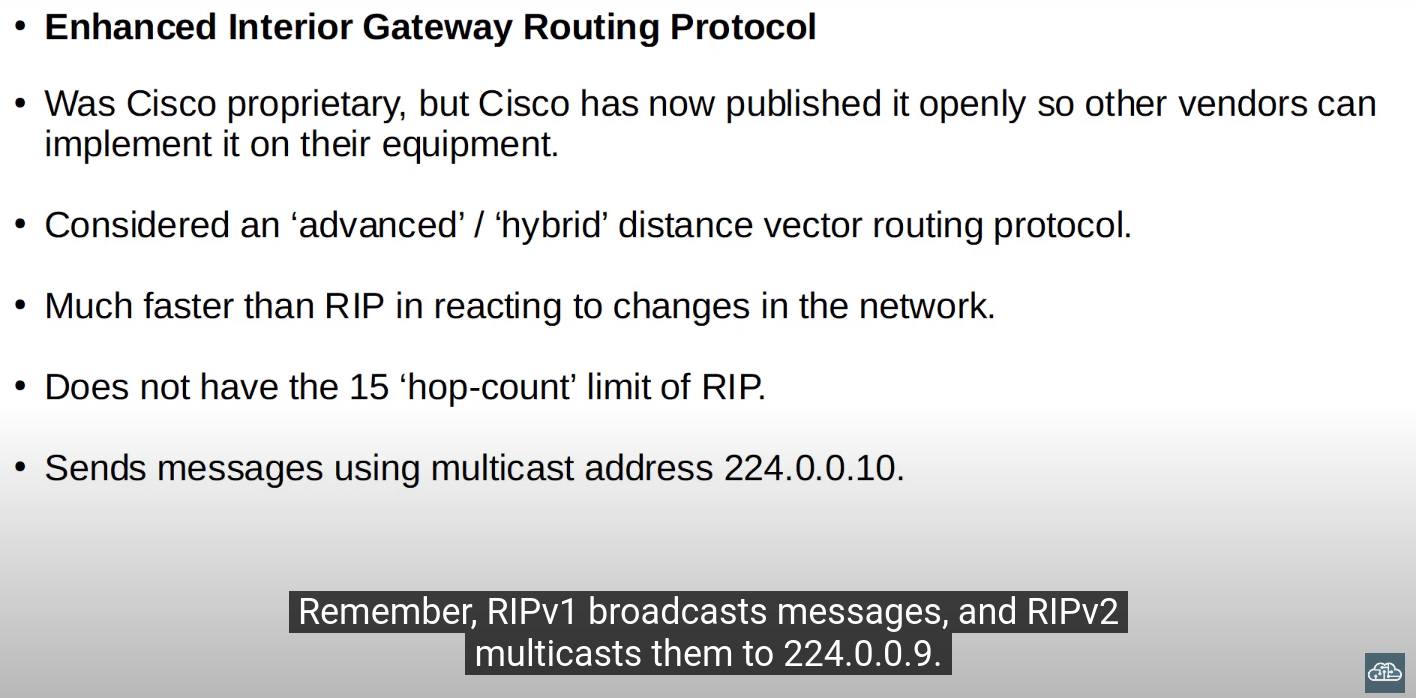 • Enhanced Interior Gateway Routing Protocol
• Was Cisco proprietary, but Cisco has now published it openly so other vendors can
implement it on their equipment.
• Considered an ‘advanced’ / ‘hybrid’ distance vector routing protocol.
• Much faster than RIP in reacting to changes in the network.
• Does not have the 15 ‘hop-count’ limit of RIP.
• Sends messages using multicast address 224.0.0.10.
Remember, RIPv1 broadcasts messages, and RIPv2
multicasts them to 224.0.0.9.